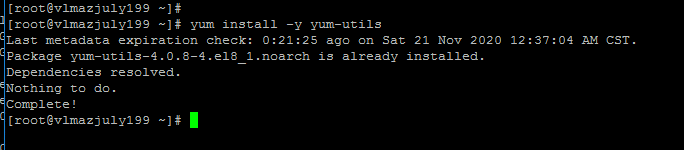 [root@vlmazjuly199 ~]#
[root@vlmazjuly199 ~]# yum install -y yum-utils
Last metadata expiration check: 0:21:25 ago on Sat 21 Nov 2020 12:37:04 AM CST.
Package yum-utils-4.0.8-4.el8_1.noarch is already installed.
Dependencies resolved.
Nothing to do.
Complete!
[root@vlmazjuly199 ~]#